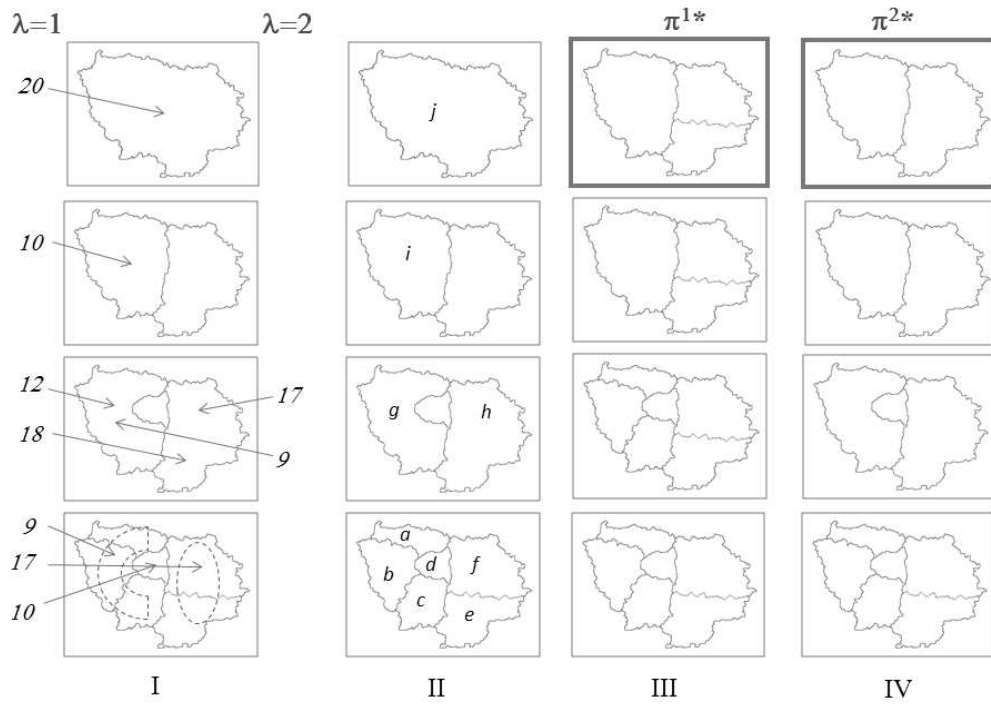 λ=1 λ=2 π¹* π²*
20 j
10 i
12 17 g h
18 9
9 a
17 b d f
10 c e
I II III IV